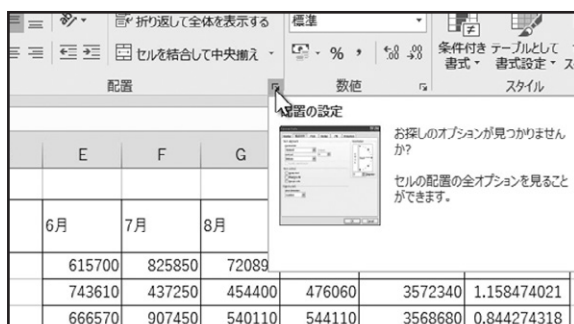 折り返して全体を表示する
標準
セルを結合して中央揃え
% , 
条件付き テーブルとして
書式 書式設定 ス
配置
数値
スタイル
配置の設定
お探しのオプションが見つかりません
か?
セルの配置の全オプションを見ること
ができます。
E F G
6月 7月 8月
615700 825850 72089
743610 437250 454400 476060 3572340 1.158474021
666570 907450 540110 544110 3568680 0.844274318